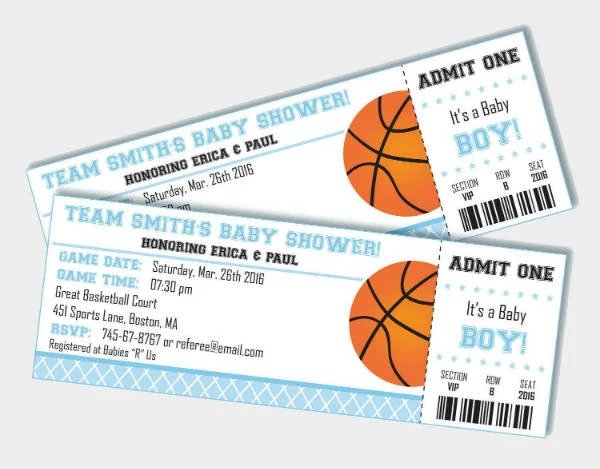 TEAM SMITH'S BABY SHOWER!
HONORING ERICA & PAUL
Saturday, Mar. 26th 2016
pm
ADMIT ONE
It's a Baby
BOY!
SECTION ROW SEAT
VIP B 2016
TEAM SMITH'S BABY SHOWER!
HONORING ERICA & PAUL
GAME DATE: Saturday, Mar. 26th 2016
GAME TIME: 07:30 pm
Great Basketball Court
451 Sports Lane, Boston, MA
RSVP: 745-67-8767 or referee@email.com
Registered at Babies "R" Us
ADMIT ONE
It's a Baby
BOY!
SECTION ROW SEAT
VIP B 2016